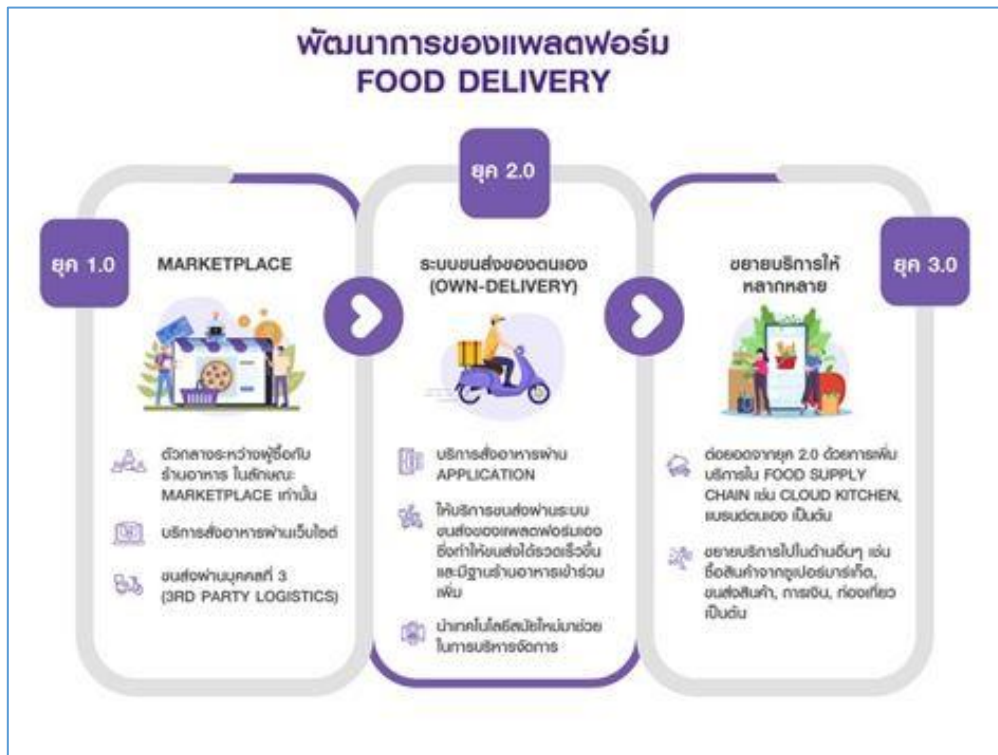 พัฒนาการของแพลตฟอร์ม
FOOD DELIVERY
ยุค 1.0
MARKETPLACE
ตัวกลางระหว่างผู้ซื้อกับ
ร้านอาหาร ในลักษณะ
MARKETPLACE เท่านั้น
บริการสั่งอาหารผ่านเว็บไซต์
ขนส่งผ่านบุคคลที่ 3
(3RD PARTY LOGISTICS)
ยุค 2.0
ระบบขนส่งของตนเอง
(OWN-DELIVERY)
บริการสั่งอาหารผ่าน
APPLICATION
ให้บริการขนส่งผ่านระบบ
ขนส่งของแพลตฟอร์มเอง
ซึ่งทำให้ขนส่งได้รวดเร็วขึ้น
และมีฐานร้านอาหารเข้าร่วม
เพิ่ม
นำเทคโนโลยีสมัยใหม่มาช่วย
ในการบริหารจัดการ
ยุค 3.0
ขยายบริการให้
หลากหลาย
ต่อยอดจากยุค 2.0 ด้วยการเพิ่ม
บริการใน FOOD SUPPLY
CHAIN เช่น CLOUD KITCHEN,
แบรนด์ตนเอง เป็นต้น
ขยายบริการไปในด้านอื่นๆ เช่น
ซื้อสินค้าจากซูเปอร์มาร์เก็ต,
ขนส่งสินค้า, การเงิน, ท่องเที่ยว
เป็นต้น